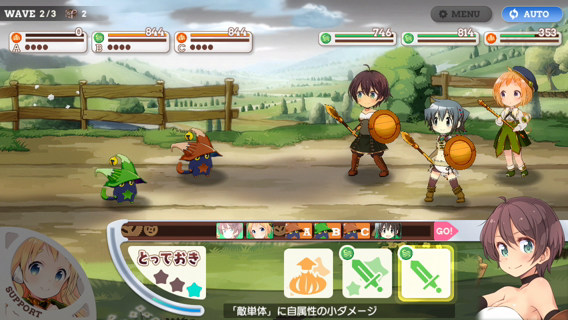 WAVE 2/3 2
MENU
AUTO
0
844
844
A
B
C
746
814
353
A
B
C
GO!
とっておき
SUPPORT
「敵単体」に自属性の小ダメージ